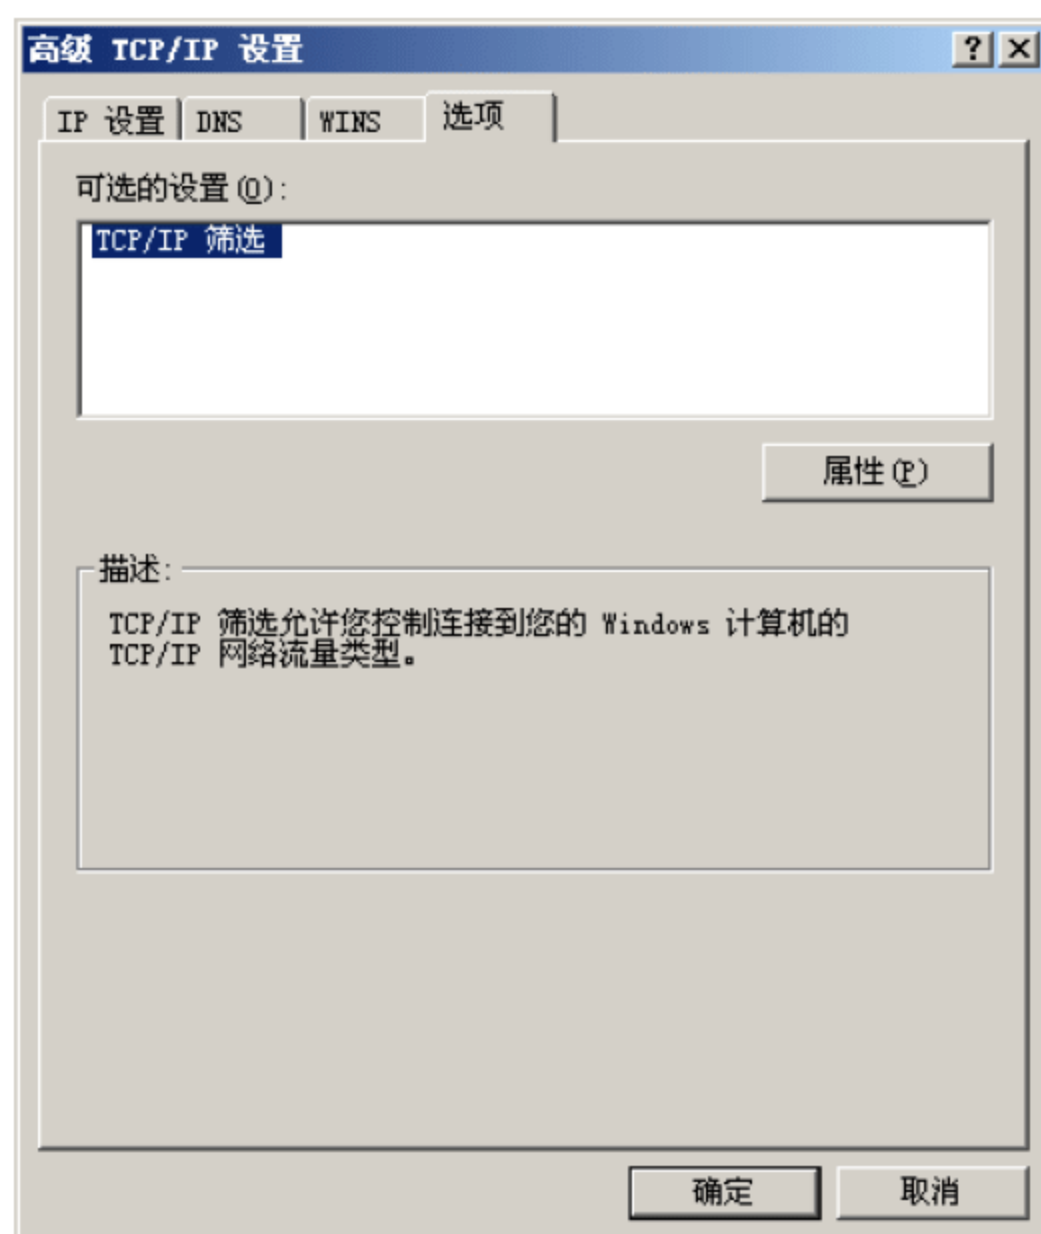 高级 TCP/IP 设置
IP 设置 DNS WINS 选项
可选的设置(O):
TCP/IP 筛选
属性(P)
描述:
TCP/IP 筛选允许您控制连接到您的 Windows 计算机的
TCP/IP 网络流量类型。
确定 取消